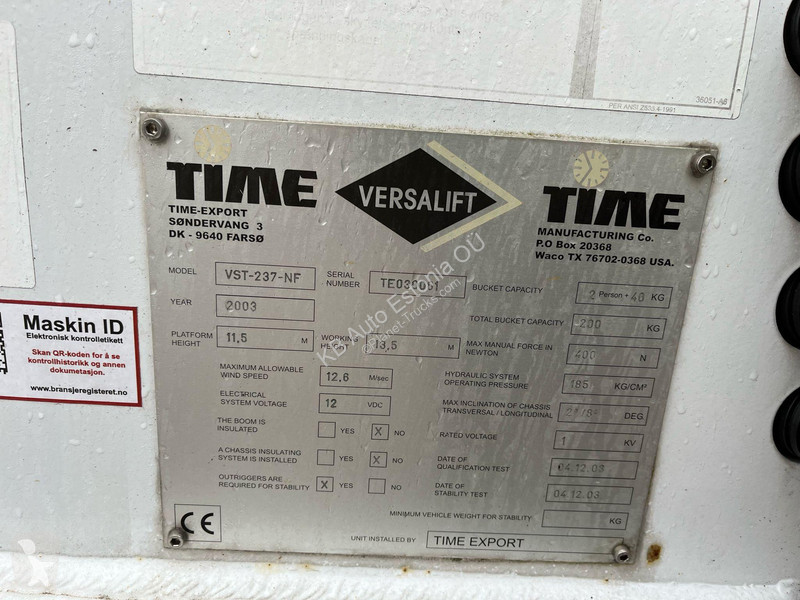 PER ANSI Z535.4-1991
36051-AB
TIME
TIME-EXPORT
SØNDERVANG 3
DK - 9640 FARSØ
VERSALIFT
TIME
MANUFACTURING Co.
P.O Box 20368
Waco TX 76702-0368 USA.
MODEL VST-237-NF
SERIAL NUMBER
BUCKET CAPACITY 2 Person + 40 KG
YEAR 2003
TOTAL BUCKET CAPACITY 200 KG
PLATFORM HEIGHT 11,5 M
WORKING HEIGHT 13,5 M
MAX MANUAL FORCE IN NEWTON 400 N
MAXIMUM ALLOWABLE WIND SPEED 12,6 M/sec
HYDRAULIC SYSTEM OPERATING PRESSURE 185 KG/CM²
ELECTRICAL SYSTEM VOLTAGE 12 VDC
MAX INCLINATION OF CHASSIS TRANSVERSAL / LONGITUDINAL DEG.
THE BOOM IS INSULATED YES X NO
RATED VOLTAGE 1 KV
A CHASSIS INSULATING SYSTEM IS INSTALLED YES X NO
DATE OF QUALIFICATION TEST 04.12.03
OUTRIGGERS ARE REQUIRED FOR STABILITY X YES NO
DATE OF STABILITY TEST 04.12.03
MINIMUM VEHICLE WEIGHT FOR STABILITY KG
CE
UNIT INSTALLED BY TIME EXPORT
Maskin ID
Elektronisk kontrolletikett
Skan QR-koden for å se
kontrollhistorikk og annen
dokumetasjon.
www.bransjeregisteret.no
KB Auto Estonia OÜ